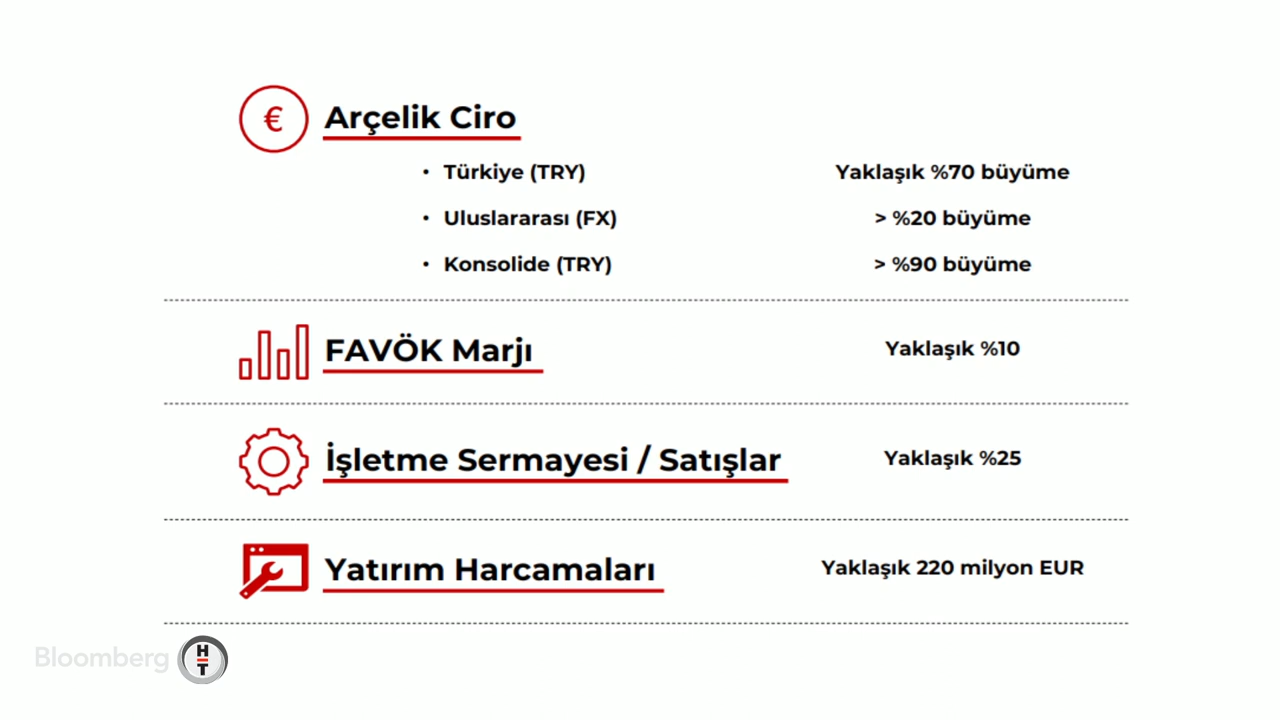 € Arçelik Ciro
• Türkiye (TRY) Yaklaşık %70 büyüme
• Uluslararası (FX) > %20 büyüme
• Konsolide (TRY) > %90 büyüme
FAVÖK Marjı Yaklaşık %10
İşletme Sermayesi / Satışlar Yaklaşık %25
Yatırım Harcamaları Yaklaşık 220 milyon EUR
Bloomberg HT